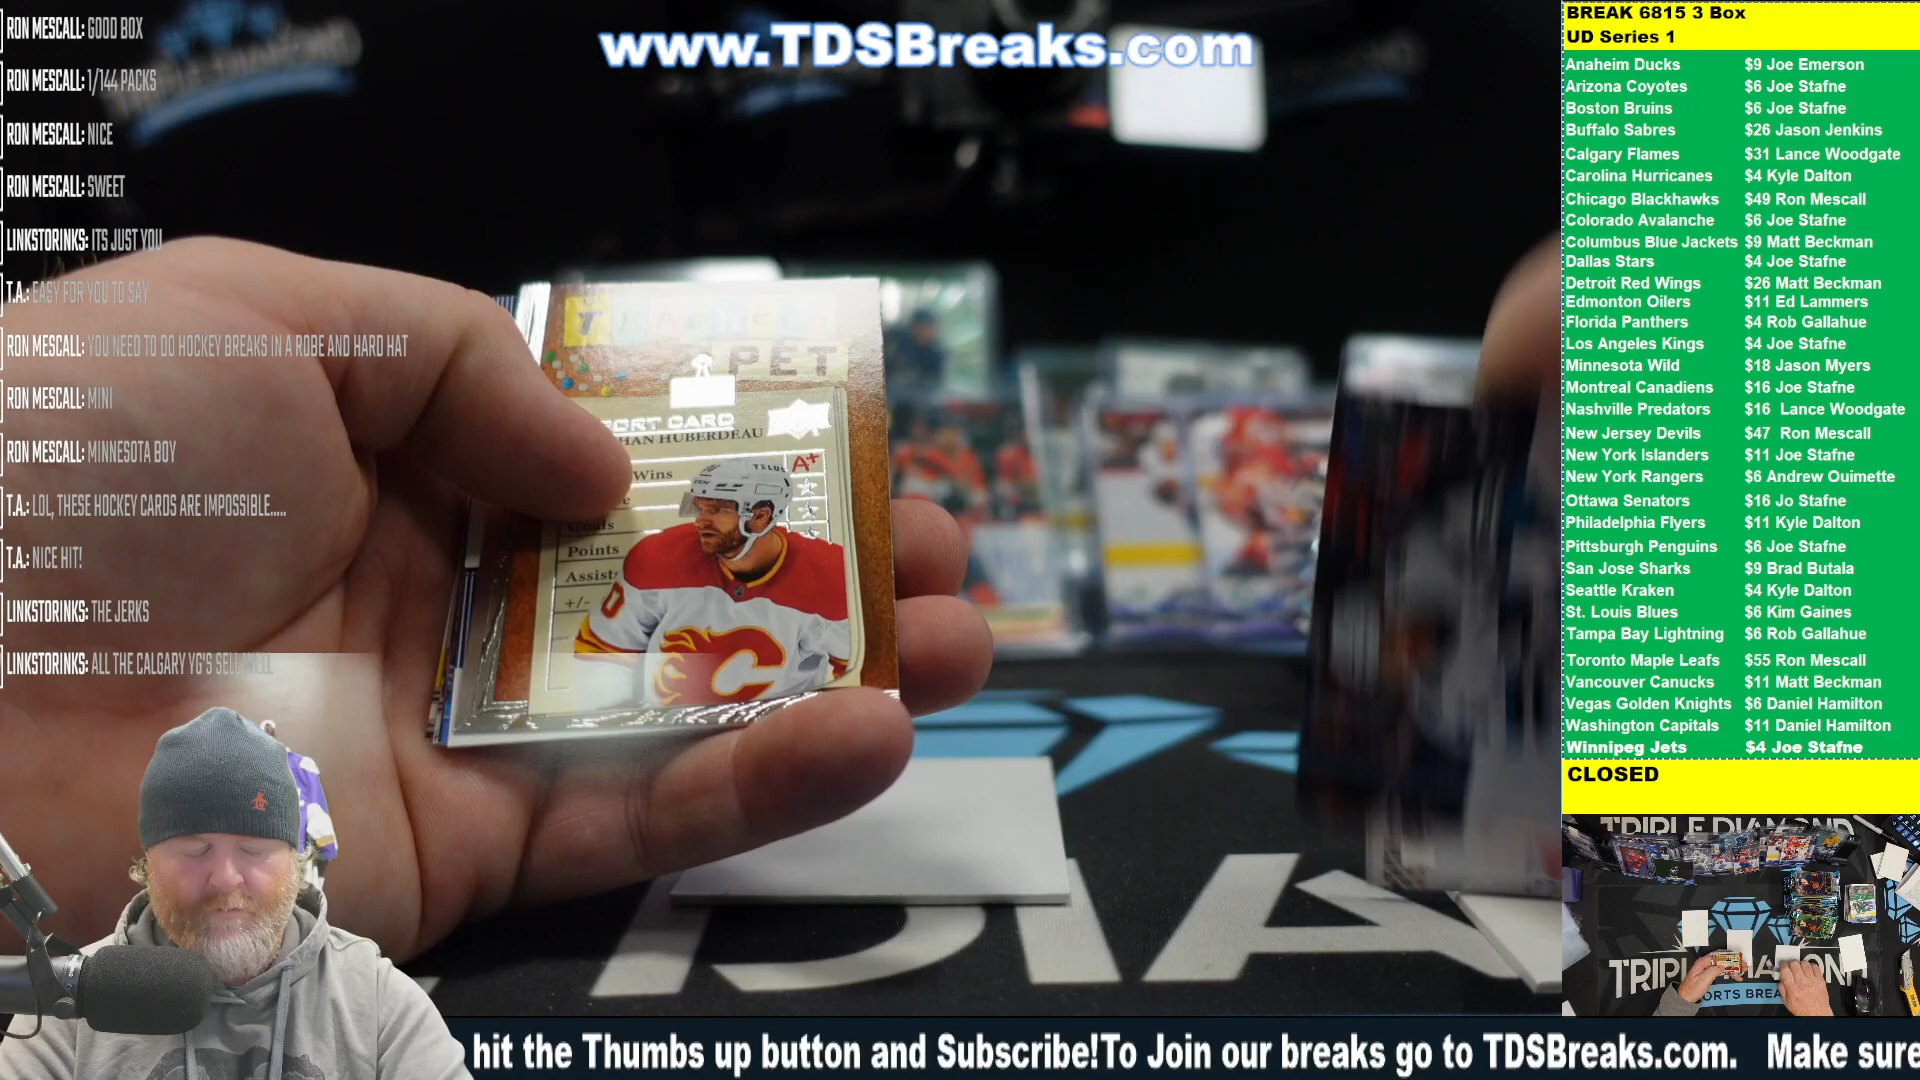 www.TDSBreaks.com
RON MESCALL: GOOD BOX
RON MESCALL: 1/144 PACKS
RON MESCALL: NICE
RON MESCALL: SWEET
LINKSTORINKS: ITS JUST YOU
T.A.: EASY FOR YOU TO SAY
RON MESCALL: YOU NEED TO DO HOCKEY BREAKS IN A ROBE AND HARD HAT
RON MESCALL: MINI
RON MESCALL: MINNESOTA BOY
T.A.: LOL, THESE HOCKEY CARDS ARE IMPOSSIBLE.....
T.A.: NICE HIT!
LINKSTORINKS: THE JERKS
LINKSTORINKS: ALL THE CALGARY YG'S SELL WELL
PET
CARD
HUBERDEAU
Wins
A+
TELUS
Goals
Points
Assist
+/-
BREAK 6815 3 Box
UD Series 1
Anaheim Ducks $9 Joe Emerson
Arizona Coyotes $6 Joe Stafne
Boston Bruins $6 Joe Stafne
Buffalo Sabres $26 Jason Jenkins
Calgary Flames $31 Lance Woodgate
Carolina Hurricanes $4 Kyle Dalton
Chicago Blackhawks $49 Ron Mescall
Colorado Avalanche $6 Joe Stafne
Columbus Blue Jackets $9 Matt Beckman
Dallas Stars $4 Joe Stafne
Detroit Red Wings $26 Matt Beckman
Edmonton Oilers $11 Ed Lammers
Florida Panthers $4 Rob Gallahue
Los Angeles Kings $4 Joe Stafne
Minnesota Wild $18 Jason Myers
Montreal Canadiens $16 Joe Stafne
Nashville Predators $16 Lance Woodgate
New Jersey Devils $47 Ron Mescall
New York Islanders $11 Joe Stafne
New York Rangers $6 Andrew Ouimette
Ottawa Senators $16 Jo Stafne
Philadelphia Flyers $11 Kyle Dalton
Pittsburgh Penguins $6 Joe Stafne
San Jose Sharks $9 Brad Butala
Seattle Kraken $4 Kyle Dalton
St. Louis Blues $6 Kim Gaines
Tampa Bay Lightning $6 Rob Gallahue
Toronto Maple Leafs $55 Ron Mescall
Vancouver Canucks $11 Matt Beckman
Vegas Golden Knights $6 Daniel Hamilton
Washington Capitals $11 Daniel Hamilton
Winnipeg Jets $4 Joe Stafne
CLOSED
TRIPLE DIAMOND
hit the Thumbs up button and Subscribe!To Join our breaks go to TDSBreaks.com. Make sure